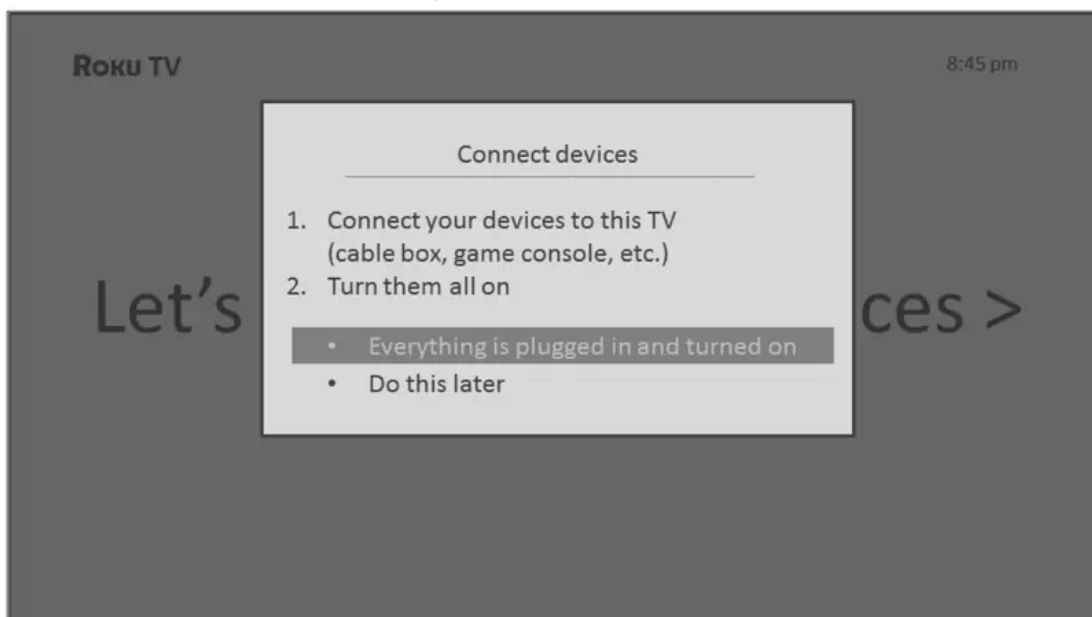 ROKU TV
8:45 pm
Connect devices
1. Connect your devices to this TV
(cable box, game console, etc.)
2. Turn them all on
Let's ces >
• Everything is plugged in and turned on
• Do this later